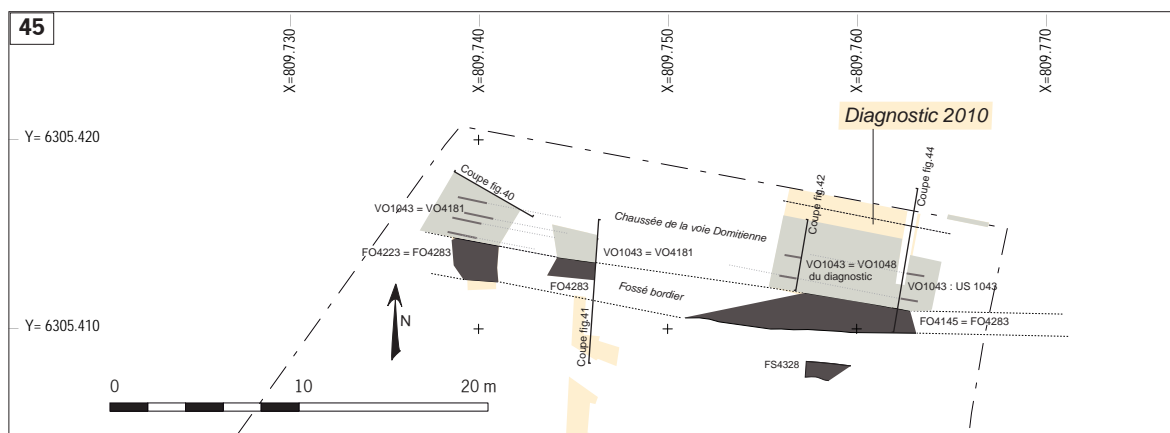 45
X=809.730
X=809.740
X=809.750
X=809.760
X=809.770
Diagnostic 2010
Y= 6305.420
Coupe fig.40
Coupe fig.42
Coupe fig.44
VO1043 = VO4181
Chaussée de la voie Domitienne
FO4223 = FO4283
VO1043 = VO4181
VO1043 = VO1048
du diagnostic
FO4283
Fossé bordier
VO1043 : US 1043
Y= 6305.410
N
Coupe fig.41
FO4145 = FO4283
FS4328
0
10
20 m